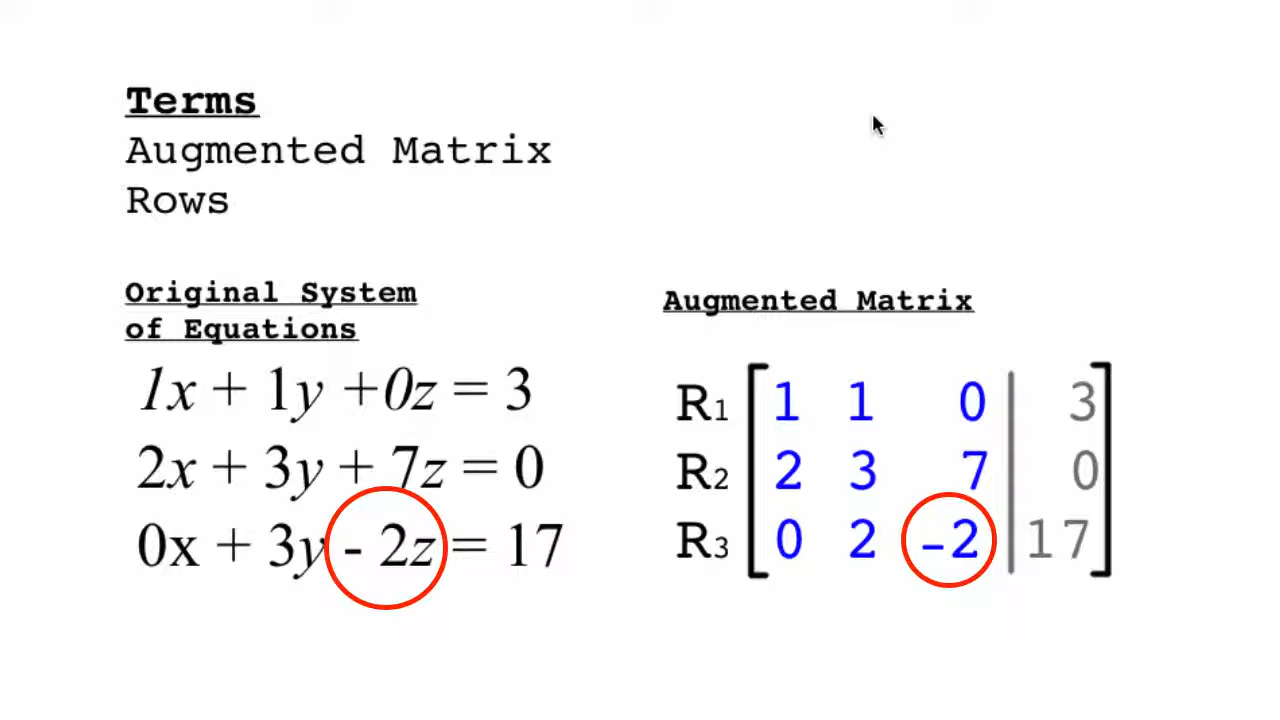 Terms
Augmented Matrix
Rows
Original System
of Equations
1x + 1y +0z = 3
2x + 3y + 7z = 0
0x + 3y - 2z = 17
Augmented Matrix
R1 1 1 0 3
R2 2 3 7 0
R3 0 2 -2 17